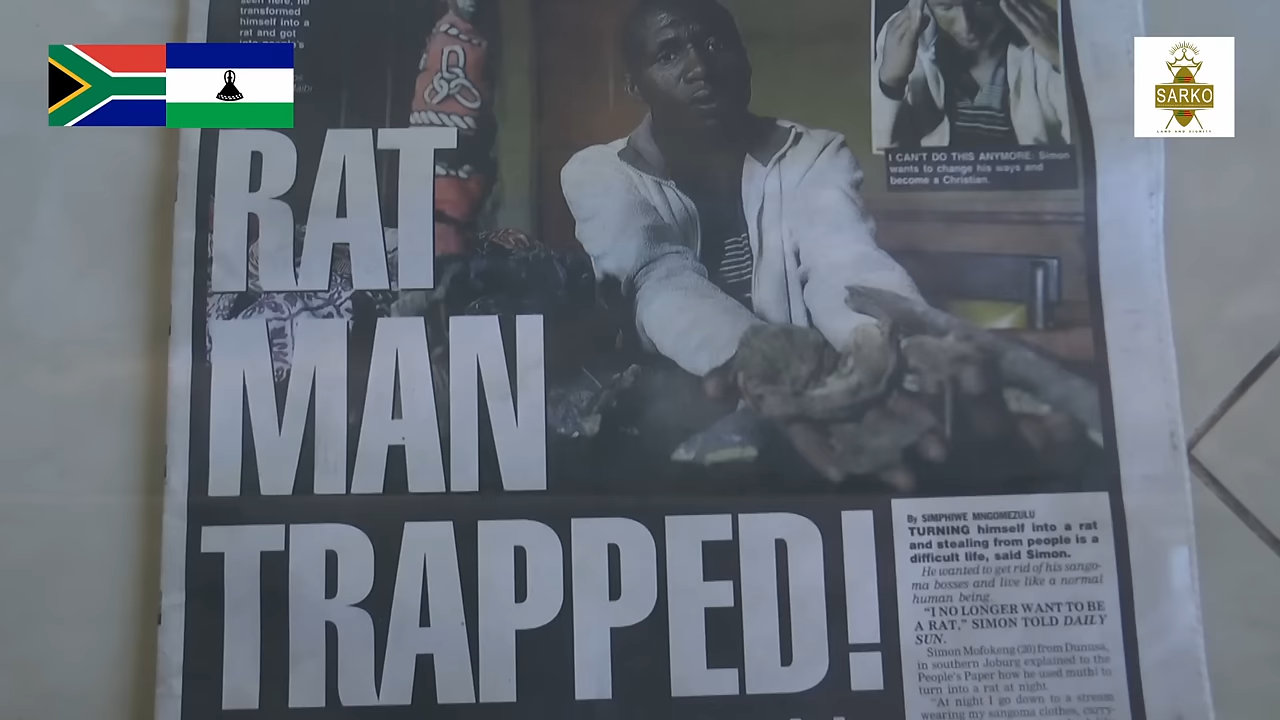 seen here, he
transformed
himself into a
rat and got
into people's
SARKO
LAND AND DIGNITY
I CAN'T DO THIS ANYMORE: Simon
wants to change his ways and
become a Christian.
RAT
MAN
TRAPPED!
By SIMPHIWE MNGOMEZULU
TURNING himself into a rat
and stealing from people is a
difficult life, said Simon.
He wanted to get rid of his sango-
ma bosses and live like a normal
human being.
"I NO LONGER WANT TO BE
A RAT," SIMON TOLD DAILY
SUN.
Simon Mofokeng (20) from Dunusa,
in southern Joburg explained to the
People's Paper how he used muthi to
turn into a rat at night.
"At night I go down to a stream
wearing my sangoma clothes, carry-